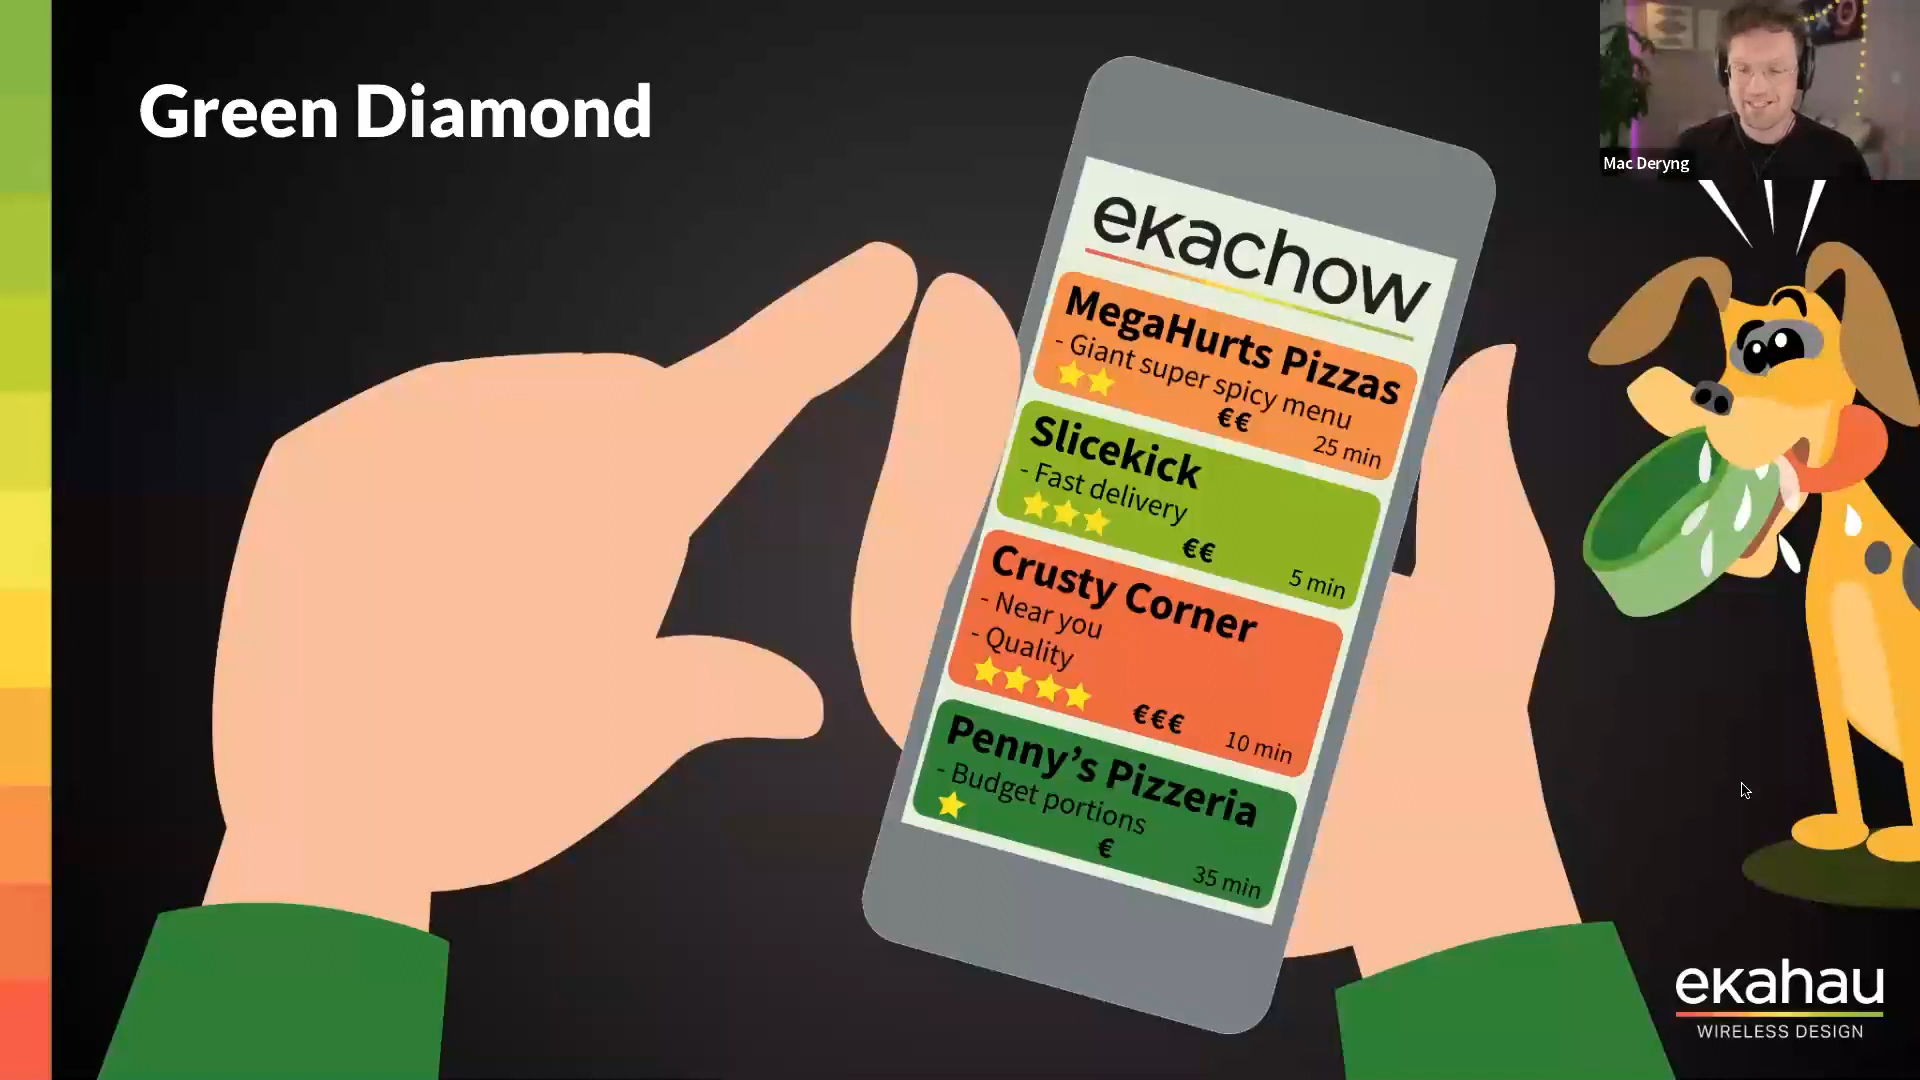 Green Diamond
Mac Deryng
ekachow
MegaHurts Pizzas
- Giant super spicy menu
€€
25 min
Slicekick
- Fast delivery
€€
5 min
Crusty Corner
- Near you
- Quality
€€€
10 min
Penny’s Pizzeria
- Budget portions
€
35 min
ekahau
WIRELESS DESIGN